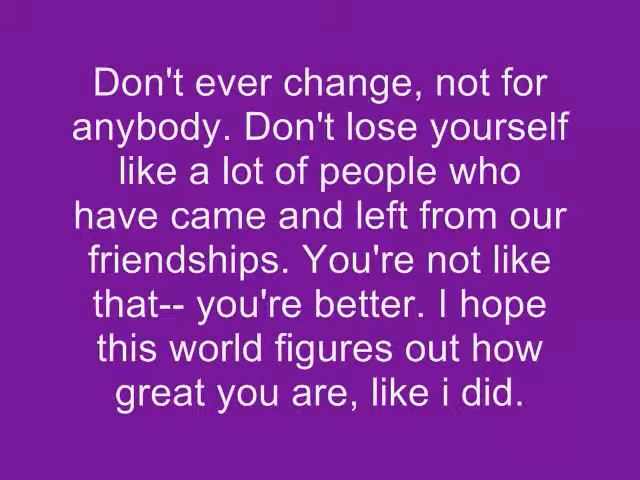 Don't ever change, not for
anybody. Don't lose yourself
like a lot of people who
have came and left from our
friendships. You're not like
that-- you're better. I hope
this world figures out how
great you are, like i did.